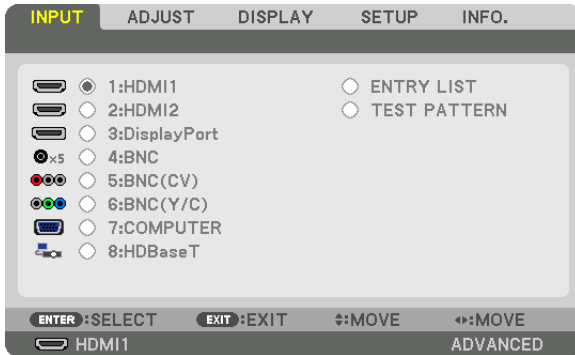 INPUT ADJUST DISPLAY SETUP INFO.
1:HDMI1 ENTRY LIST
2:HDMI2 TEST PATTERN
3:DisplayPort
×5 4:BNC
5:BNC(CV)
6:BNC(Y/C)
7:COMPUTER
8:HDBaseT
ENTER:SELECT EXIT:EXIT :MOVE :MOVE
HDMI1 ADVANCED